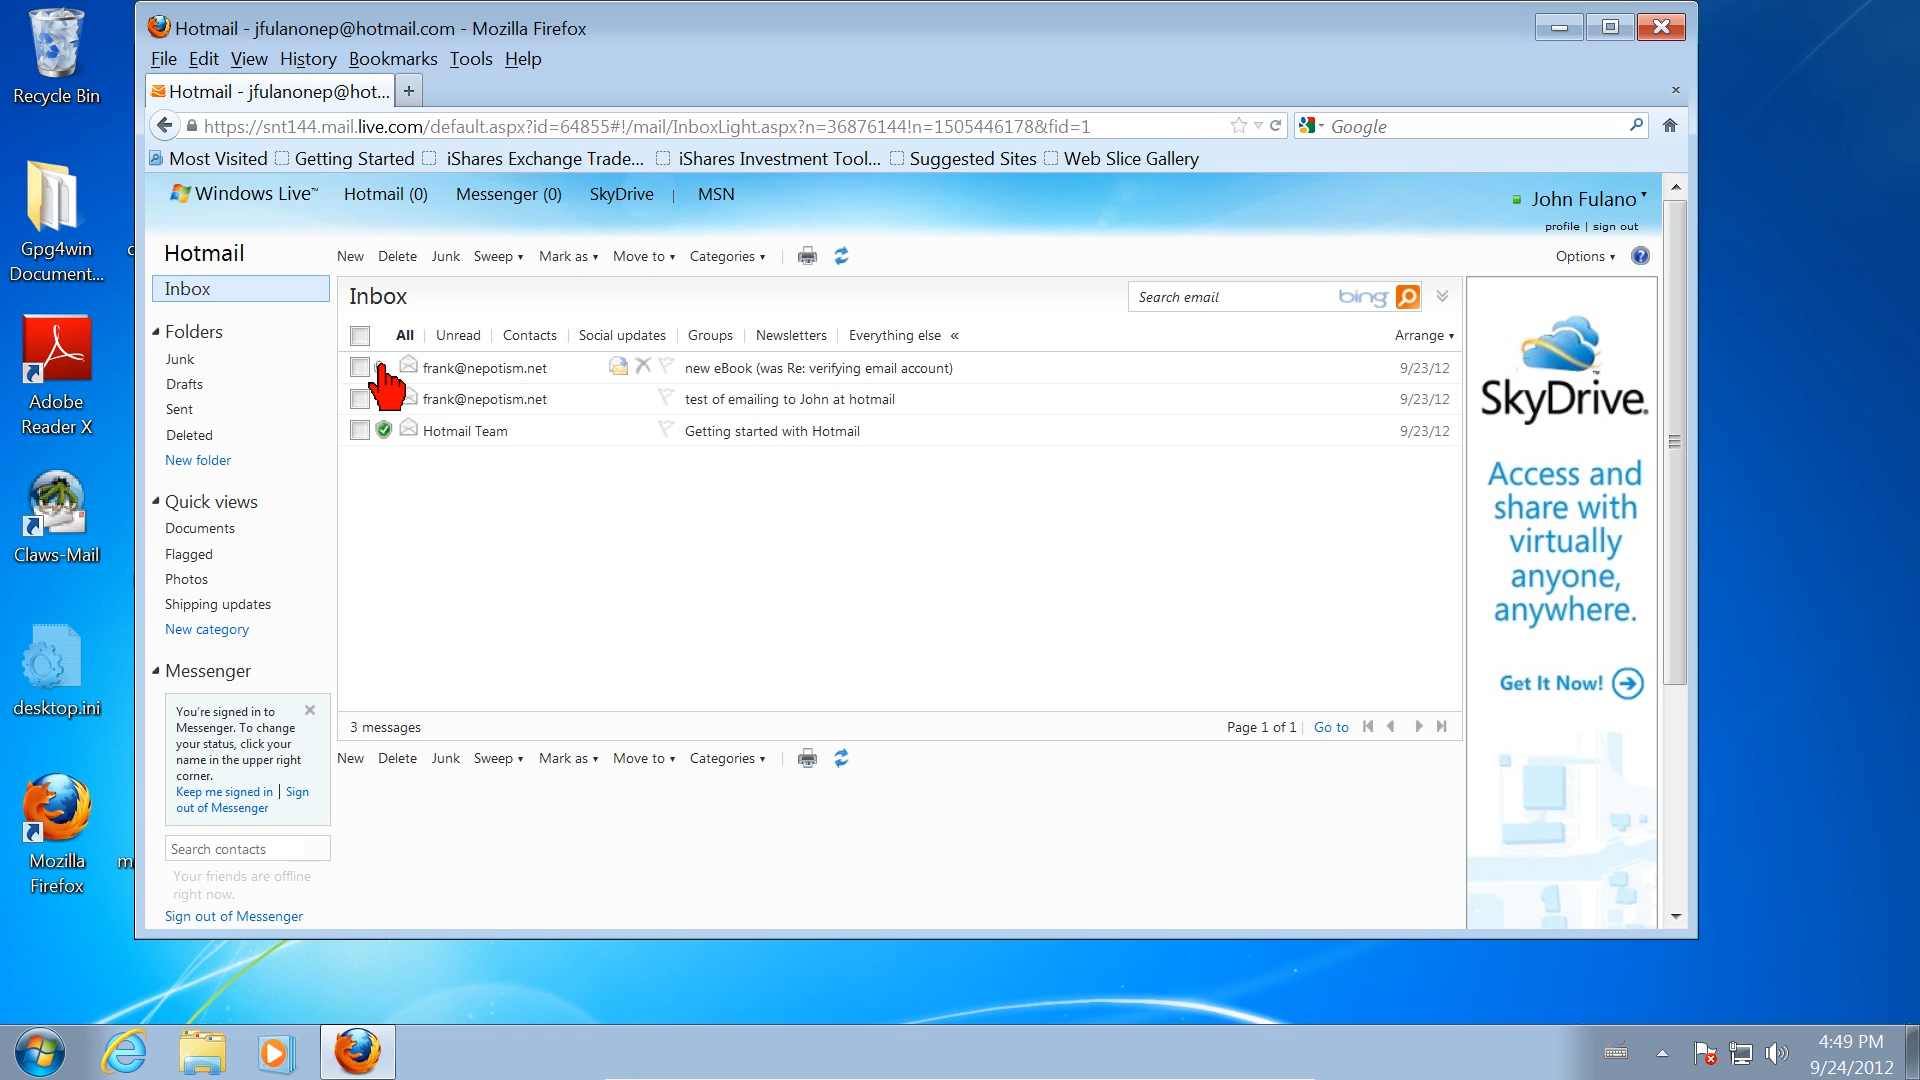 Recycle Bin
Gpg4win
Document...
Adobe
Reader X
Claws-Mail
desktop.ini
Mozilla
Firefox
Hotmail - jfulanonep@hotmail.com - Mozilla Firefox
File Edit View History Bookmarks Tools Help
Hotmail - jfulanonep@hot...
https://snt144.mail.live.com/default.aspx?id=64855#!/mail/InboxLight.aspx?n=36876144!n=1505446178&fid=1
Google
Most Visited Getting Started iShares Exchange Trade... iShares Investment Tool... Suggested Sites Web Slice Gallery
Windows Live™ Hotmail (0) Messenger (0) SkyDrive | MSN
John Fulano
profile | sign out
Hotmail
New Delete Junk Sweep Mark as Move to Categories
Options
Inbox
Folders
Junk
Drafts
Sent
Deleted
New folder
Quick views
Documents
Flagged
Photos
Shipping updates
New category
Messenger
You're signed in to
Messenger. To change
your status, click your
name in the upper right
corner.
Keep me signed in | Sign
out of Messenger
Search contacts
Your friends are offline
right now.
Sign out of Messenger
Inbox
Search email bing
All | Unread | Contacts | Social updates | Groups | Newsletters | Everything else «
Arrange
frank@nepotism.net new eBook (was Re: verifying email account) 9/23/12
frank@nepotism.net test of emailing to John at hotmail 9/23/12
Hotmail Team Getting started with Hotmail 9/23/12
3 messages
Page 1 of 1 | Go to
New Delete Junk Sweep Mark as Move to Categories
SkyDrive™
Access and
share with
virtually
anyone,
anywhere.
Get It Now!
4:49 PM
9/24/2012